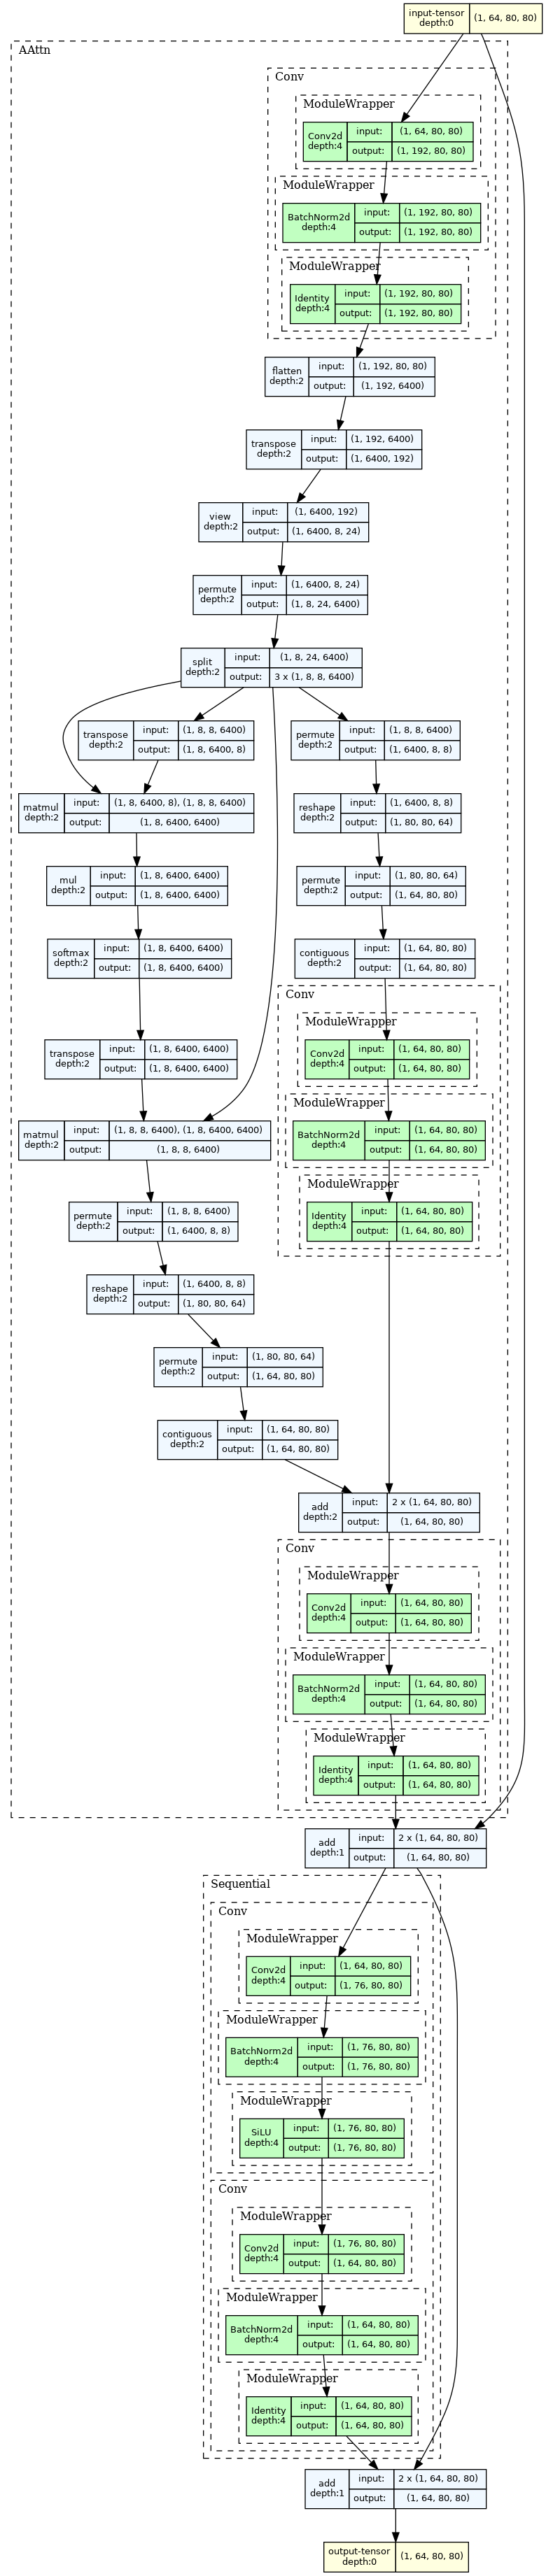 input-tensor
depth:0
(1, 64, 80, 80)
AAttn
Conv
ModuleWrapper
Conv2d
depth:4
input:
(1, 64, 80, 80)
output:
(1, 192, 80, 80)
ModuleWrapper
BatchNorm2d
depth:4
input:
(1, 192, 80, 80)
output:
(1, 192, 80, 80)
ModuleWrapper
Identity
depth:4
input:
(1, 192, 80, 80)
output:
(1, 192, 80, 80)
flatten
depth:2
input:
(1, 192, 80, 80)
output:
(1, 192, 6400)
transpose
depth:2
input:
(1, 192, 6400)
output:
(1, 6400, 192)
view
depth:2
input:
(1, 6400, 192)
output:
(1, 6400, 8, 24)
permute
depth:2
input:
(1, 6400, 8, 24)
output:
(1, 8, 24, 6400)
split
depth:2
input:
(1, 8, 24, 6400)
output:
3 x (1, 8, 8, 6400)
transpose
depth:2
input:
(1, 8, 8, 6400)
output:
(1, 8, 6400, 8)
permute
depth:2
input:
(1, 8, 8, 6400)
output:
(1, 6400, 8, 8)
matmul
depth:2
input:
(1, 8, 6400, 8), (1, 8, 8, 6400)
output:
(1, 8, 6400, 6400)
reshape
depth:2
input:
(1, 6400, 8, 8)
output:
(1, 80, 80, 64)
mul
depth:2
input:
(1, 8, 6400, 6400)
output:
(1, 8, 6400, 6400)
permute
depth:2
input:
(1, 80, 80, 64)
output:
(1, 64, 80, 80)
softmax
depth:2
input:
(1, 8, 6400, 6400)
output:
(1, 8, 6400, 6400)
contiguous
depth:2
input:
(1, 64, 80, 80)
output:
(1, 64, 80, 80)
Conv
ModuleWrapper
transpose
depth:2
input:
(1, 8, 6400, 6400)
output:
(1, 8, 6400, 6400)
Conv2d
depth:4
input:
(1, 64, 80, 80)
output:
(1, 64, 80, 80)
ModuleWrapper
matmul
depth:2
input:
(1, 8, 8, 6400), (1, 8, 6400, 6400)
output:
(1, 8, 8, 6400)
BatchNorm2d
depth:4
input:
(1, 64, 80, 80)
output:
(1, 64, 80, 80)
ModuleWrapper
permute
depth:2
input:
(1, 8, 8, 6400)
output:
(1, 6400, 8, 8)
Identity
depth:4
input:
(1, 64, 80, 80)
output:
(1, 64, 80, 80)
reshape
depth:2
input:
(1, 6400, 8, 8)
output:
(1, 80, 80, 64)
permute
depth:2
input:
(1, 80, 80, 64)
output:
(1, 64, 80, 80)
contiguous
depth:2
input:
(1, 64, 80, 80)
output:
(1, 64, 80, 80)
add
depth:2
input:
2 x (1, 64, 80, 80)
output:
(1, 64, 80, 80)
Conv
ModuleWrapper
Conv2d
depth:4
input:
(1, 64, 80, 80)
output:
(1, 64, 80, 80)
ModuleWrapper
BatchNorm2d
depth:4
input:
(1, 64, 80, 80)
output:
(1, 64, 80, 80)
ModuleWrapper
Identity
depth:4
input:
(1, 64, 80, 80)
output:
(1, 64, 80, 80)
add
depth:1
input:
2 x (1, 64, 80, 80)
output:
(1, 64, 80, 80)
Sequential
Conv
ModuleWrapper
Conv2d
depth:4
input:
(1, 64, 80, 80)
output:
(1, 76, 80, 80)
ModuleWrapper
BatchNorm2d
depth:4
input:
(1, 76, 80, 80)
output:
(1, 76, 80, 80)
ModuleWrapper
SiLU
depth:4
input:
(1, 76, 80, 80)
output:
(1, 76, 80, 80)
Conv
ModuleWrapper
Conv2d
depth:4
input:
(1, 76, 80, 80)
output:
(1, 64, 80, 80)
ModuleWrapper
BatchNorm2d
depth:4
input:
(1, 64, 80, 80)
output:
(1, 64, 80, 80)
ModuleWrapper
Identity
depth:4
input:
(1, 64, 80, 80)
output:
(1, 64, 80, 80)
add
depth:1
input:
2 x (1, 64, 80, 80)
output:
(1, 64, 80, 80)
output-tensor
depth:0
(1, 64, 80, 80)